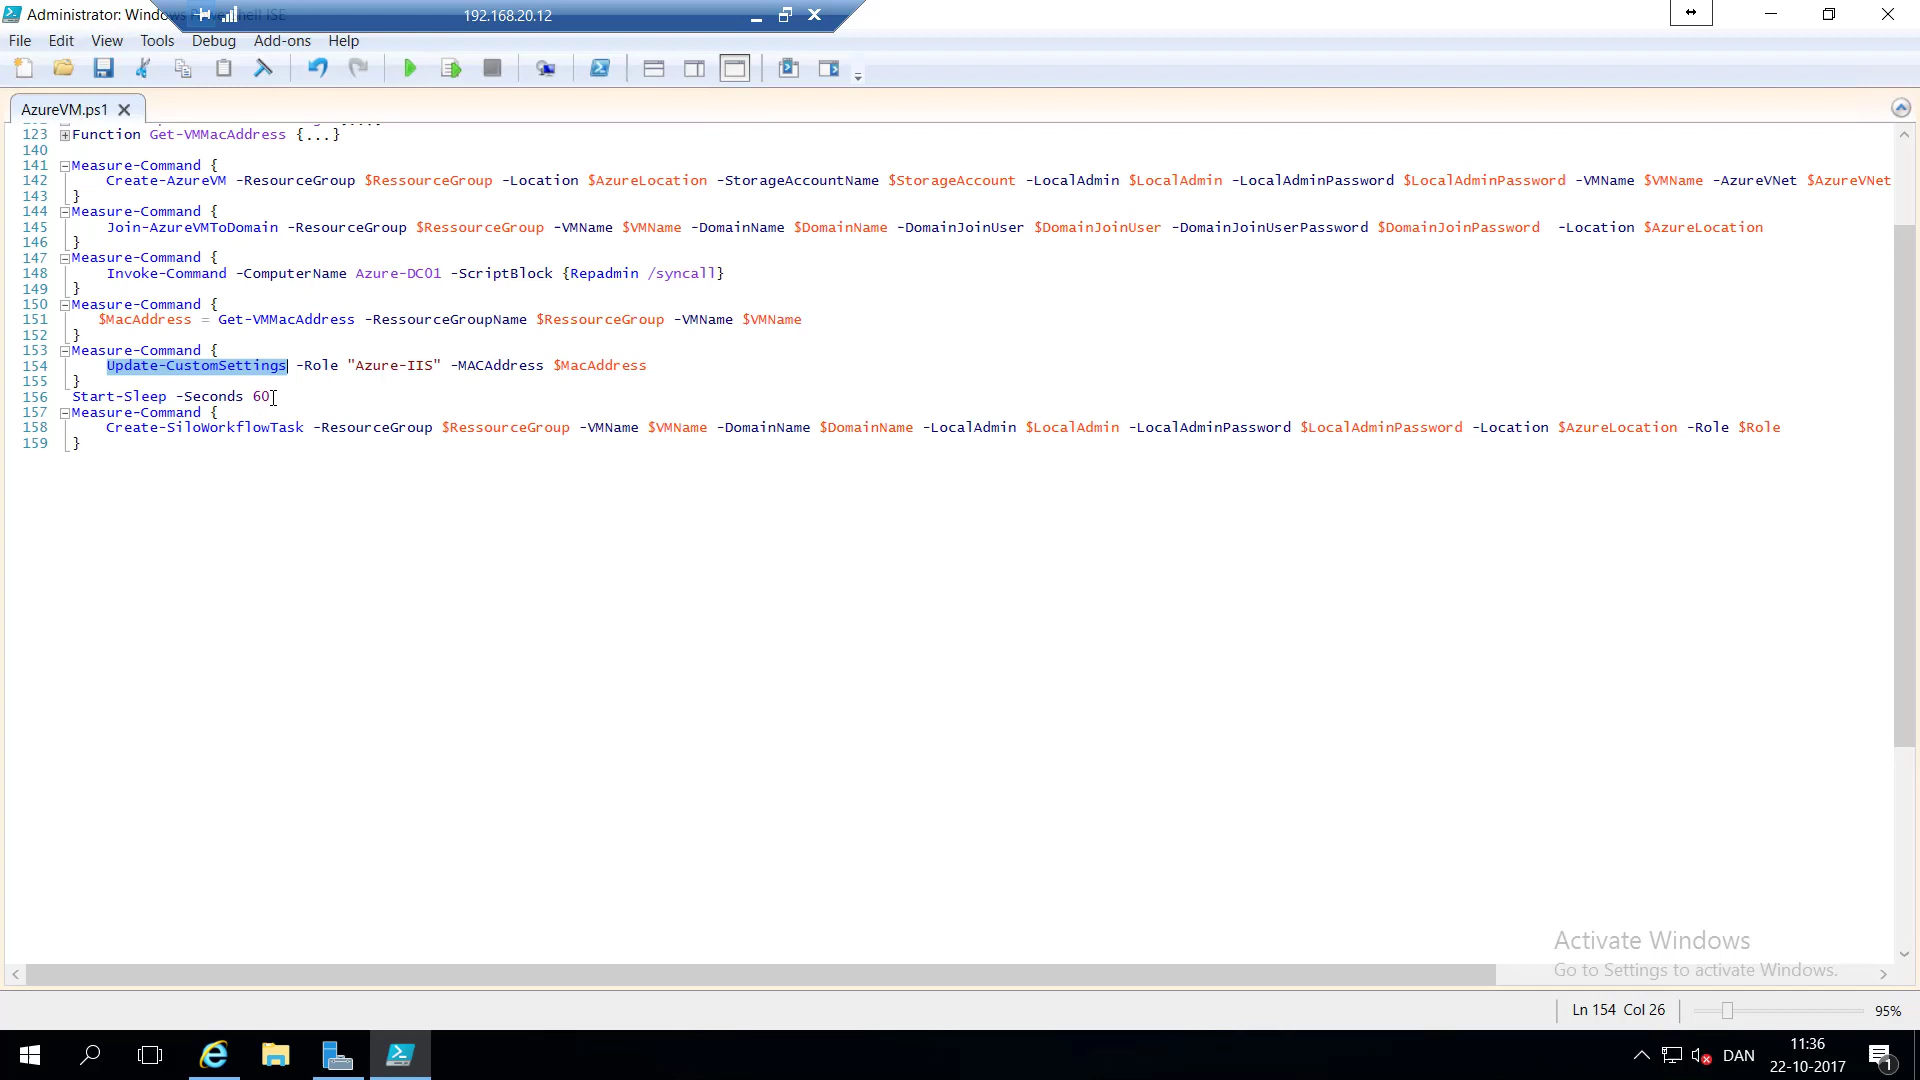 Administrator: Windows PowerShell ISE
192.168.20.12
File Edit View Tools Debug Add-ons Help
AzureVM.ps1
123 Function Get-VMMacAddress {...}
140
141 Measure-Command {
142 Create-AzureVM -ResourceGroup $RessourceGroup -Location $AzureLocation -StorageAccountName $StorageAccount -LocalAdmin $LocalAdmin -LocalAdminPassword $LocalAdminPassword -VMName $VMName -AzureVNet $AzureVNet
143 }
144 Measure-Command {
145 Join-AzureVMToDomain -ResourceGroup $RessourceGroup -VMName $VMName -DomainName $DomainName -DomainJoinUser $DomainJoinUser -DomainJoinUserPassword $DomainJoinPassword -Location $AzureLocation
146 }
147 Measure-Command {
148 Invoke-Command -ComputerName Azure-DC01 -ScriptBlock {Repadmin /syncall}
149 }
150 Measure-Command {
151 $MacAddress = Get-VMMacAddress -RessourceGroupName $RessourceGroup -VMName $VMName
152 }
153 Measure-Command {
154 Update-CustomSettings -Role "Azure-IIS" -MACAddress $MacAddress
155 }
156 Start-Sleep -Seconds 60
157 Measure-Command {
158 Create-SiloWorkflowTask -ResourceGroup $RessourceGroup -VMName $VMName -DomainName $DomainName -LocalAdmin $LocalAdmin -LocalAdminPassword $LocalAdminPassword -Location $AzureLocation -Role $Role
159 }
Activate Windows
Go to Settings to activate Windows.
Ln 154 Col 26
95%
DAN
11:36
22-10-2017
1